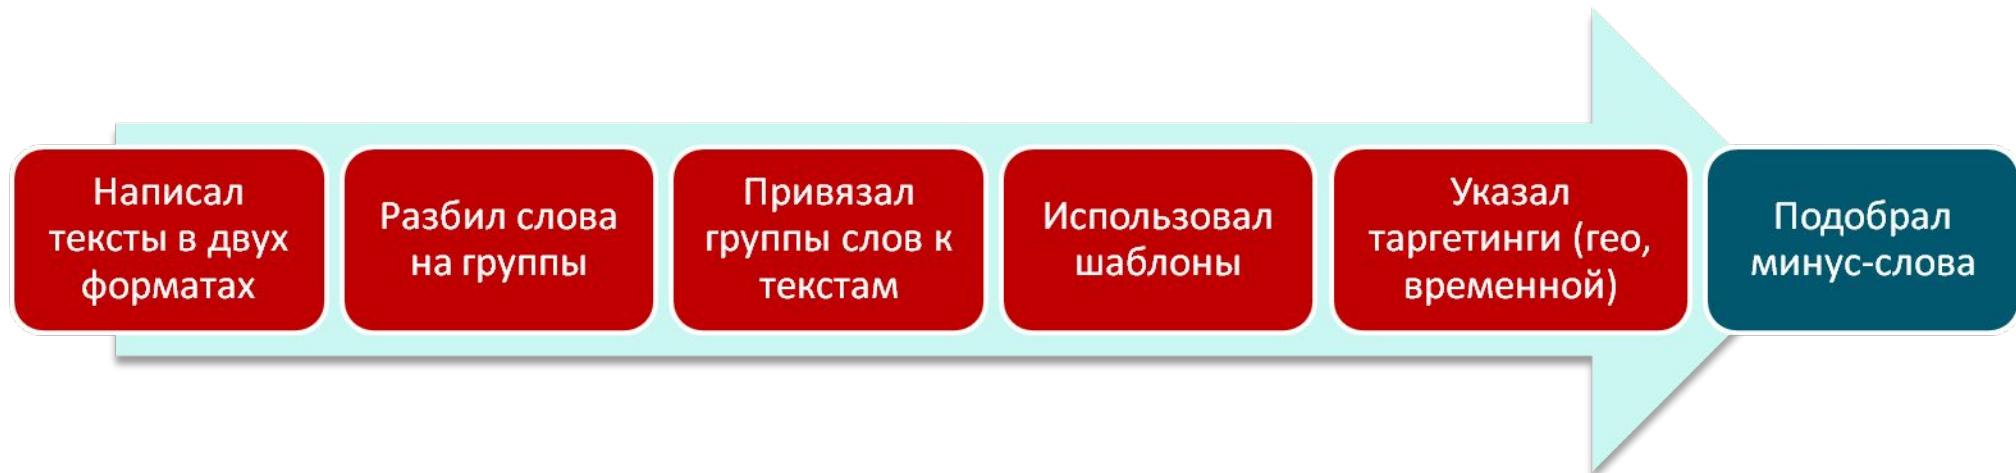 Написал
тексты в двух
форматах
Разбил слова
на группы
Привязал
группы слов к
текстам
Использовал
шаблоны
Указал
таргетинги (гео,
временной)
Подобрал
минус-слова